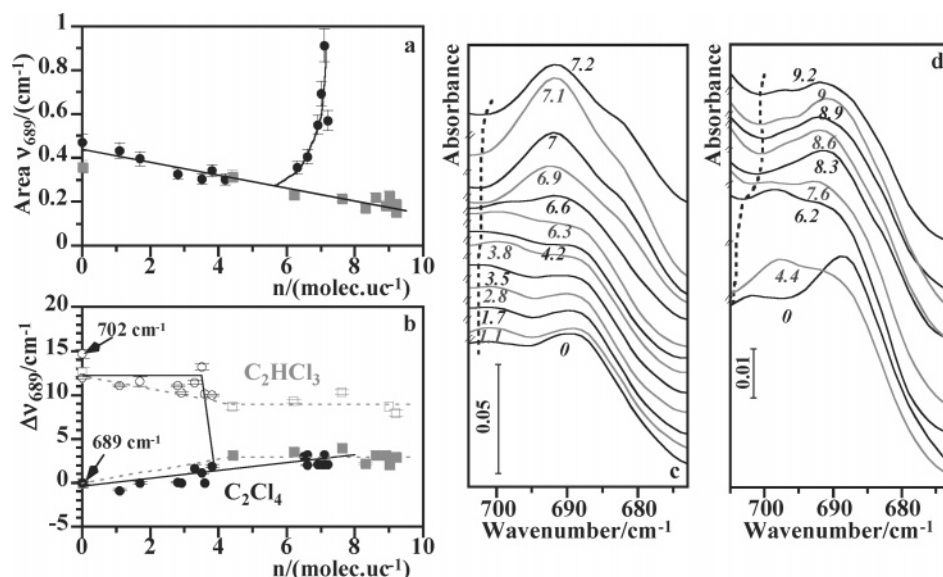 a
Area ν689/(cm-1)
1
0.8
0.6
0.4
0.2
0
0 2 4 6 8 10
n/(molec.uc-1)
b
Δν689/cm-1
20
15
10
5
0
-5
702 cm-1
C2HCl3
689 cm-1
C2Cl4
0 2 4 6 8 10
n/(molec.uc-1)
c
Absorbance
7.2
7.1
7
6.9
6.6
6.3
4.2
3.8
3.5
2.8
1.7
1.1
0
0.05
700 690 680
Wavenumber/cm-1
d
Absorbance
9.2
9
8.9
8.6
8.3
7.6
6.2
4.4
0
0.01
700 690 680
Wavenumber/cm-1